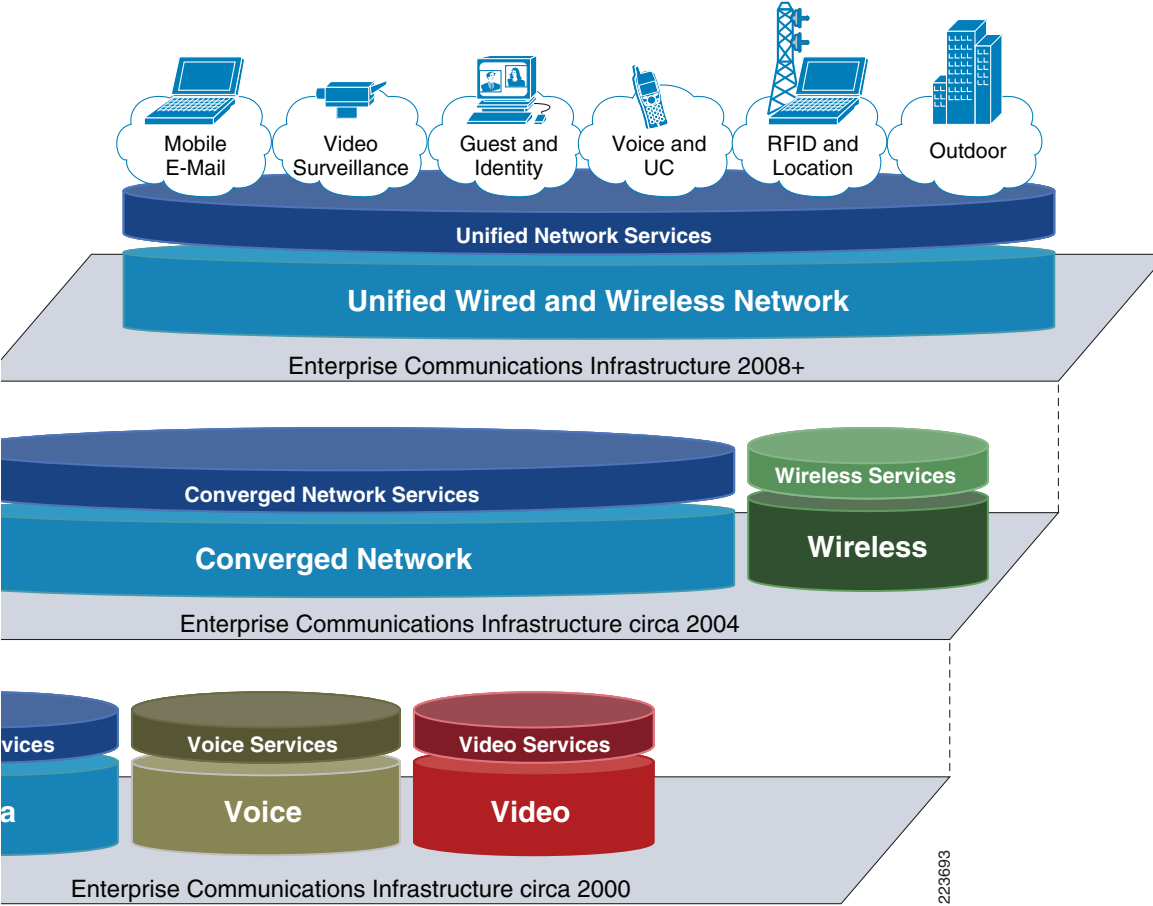 Mobile
E-Mail
Video
Surveillance
Guest and
Identity
Voice and
UC
RFID and
Location
Outdoor
Unified Network Services
Unified Wired and Wireless Network
Enterprise Communications Infrastructure 2008+
Converged Network Services
Wireless Services
Converged Network
Wireless
Enterprise Communications Infrastructure circa 2004
vices
Voice Services
Video Services
a
Voice
Video
Enterprise Communications Infrastructure circa 2000
223693